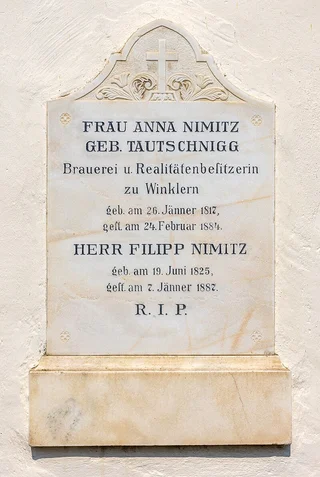 FRAU ANNA NIMITZ
GEB. TAUTSCHNIGG
Brauerei u. Realitätenbesitzerin
zu Winklern
geb. am 26. Jänner 1817,
gest. am 24. Februar 1884.
HERR FILIPP NIMITZ
geb. am 19. Juni 1825,
gest. am 7. Jänner 1887.
R. I. P.